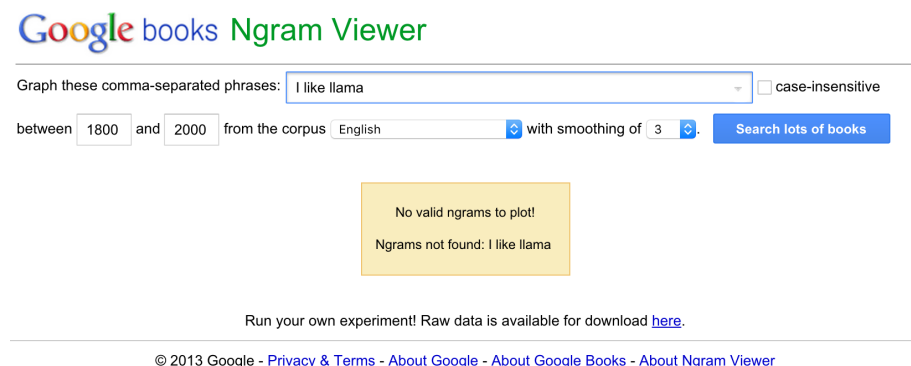 Google books Ngram Viewer
Graph these comma-separated phrases: I like llama case-insensitive
between 1800 and 2000 from the corpus English with smoothing of 3 . Search lots of books
No valid ngrams to plot!
Ngrams not found: I like llama
Run your own experiment! Raw data is available for download here.
© 2013 Google - Privacy & Terms - About Google - About Google Books - About Ngram Viewer